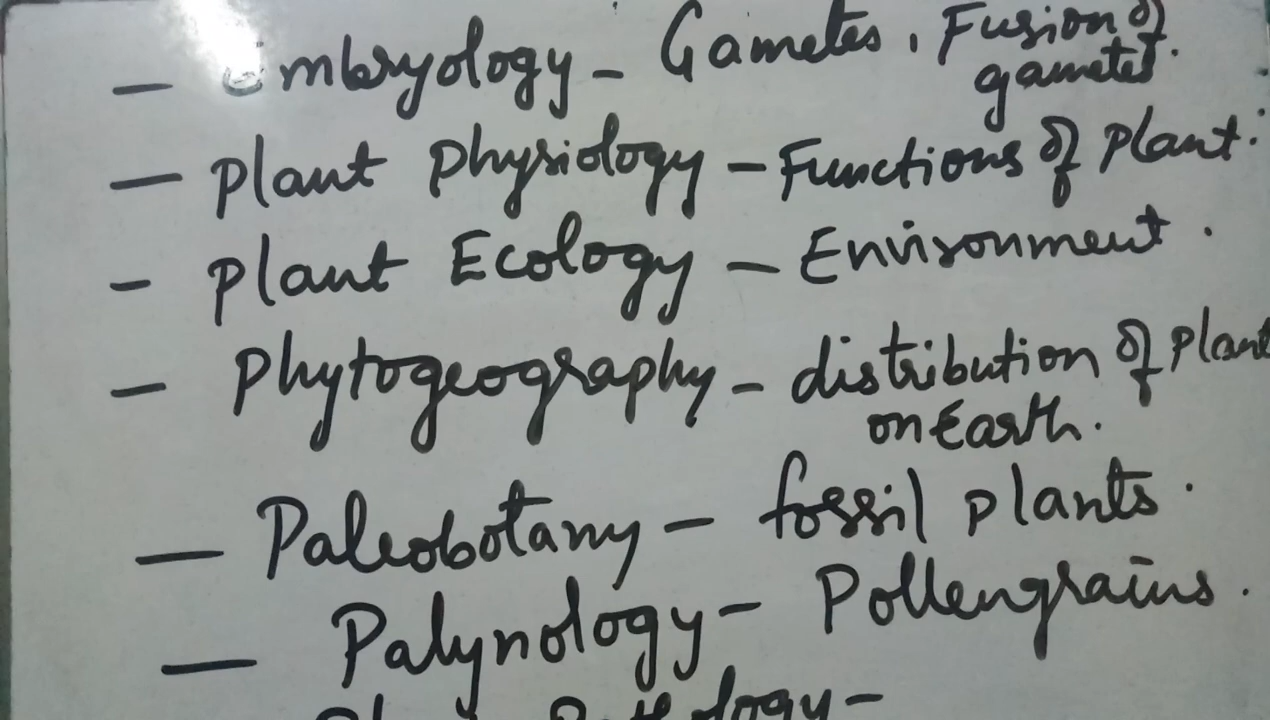 — Embryology - Gametes, Fusion of
gametes.
— Plant Physiology - Functions of plant.
- Plant Ecology - Environment.
- Phytogeography - distribution of Plant
on Earth.
— Paleobotany - fossil plants.
— Palynology - Pollengrains.